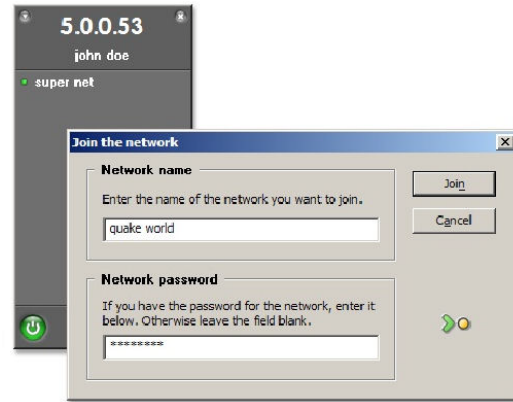 5.0.0.53
john doe
super net
Join the network
Network name
Enter the name of the network you want to join.
quake world
Join
Cancel
Network password
If you have the password for the network, enter it
below. Otherwise leave the field blank.
********